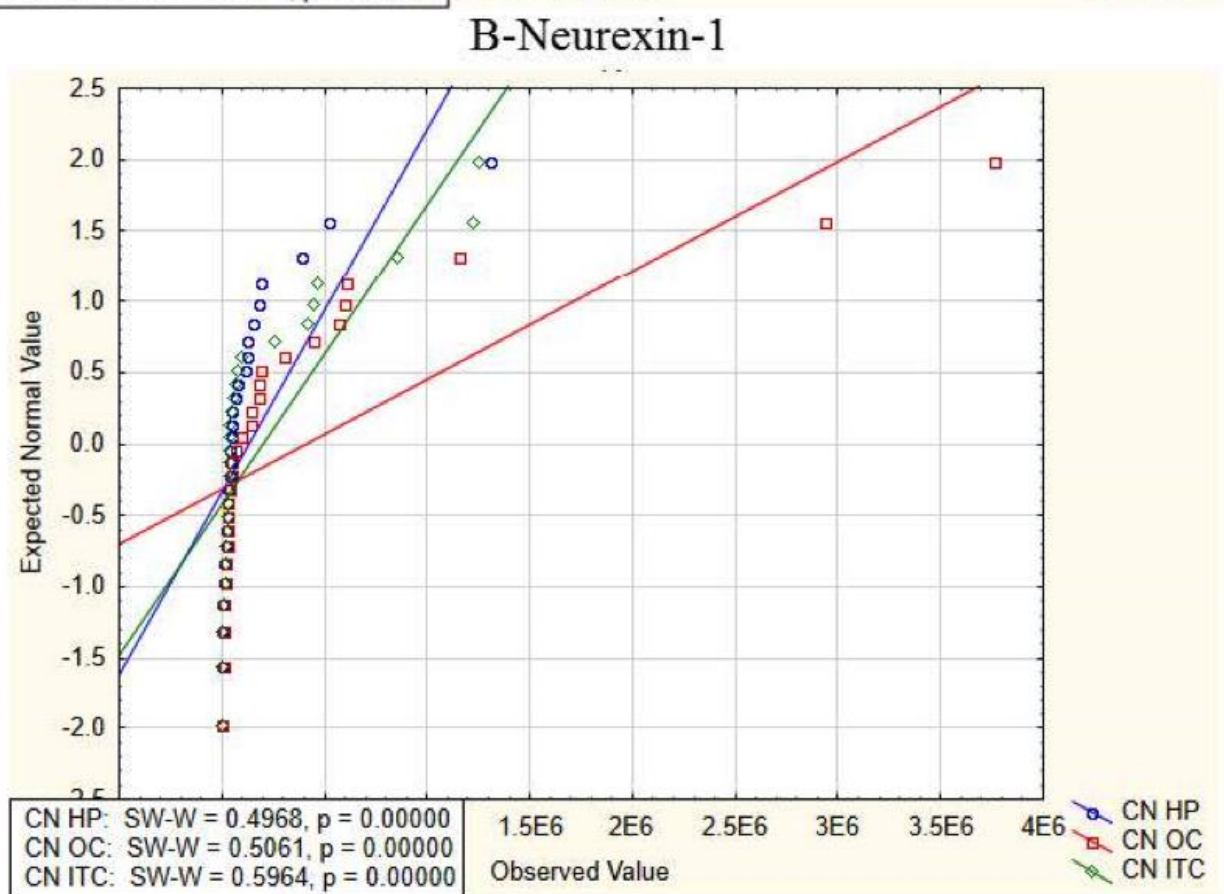 B-Neurexin-1
2.5
2.0
1.5
1.0
0.5
0.0
-0.5
-1.0
-1.5
-2.0
Expected Normal Value
1.5E6 2E6 2.5E6 3E6 3.5E6 4E6
Observed Value
CN HP: SW-W = 0.4968, p = 0.00000
CN OC: SW-W = 0.5061, p = 0.00000
CN ITC: SW-W = 0.5964, p = 0.00000
CN HP
CN OC
CN ITC